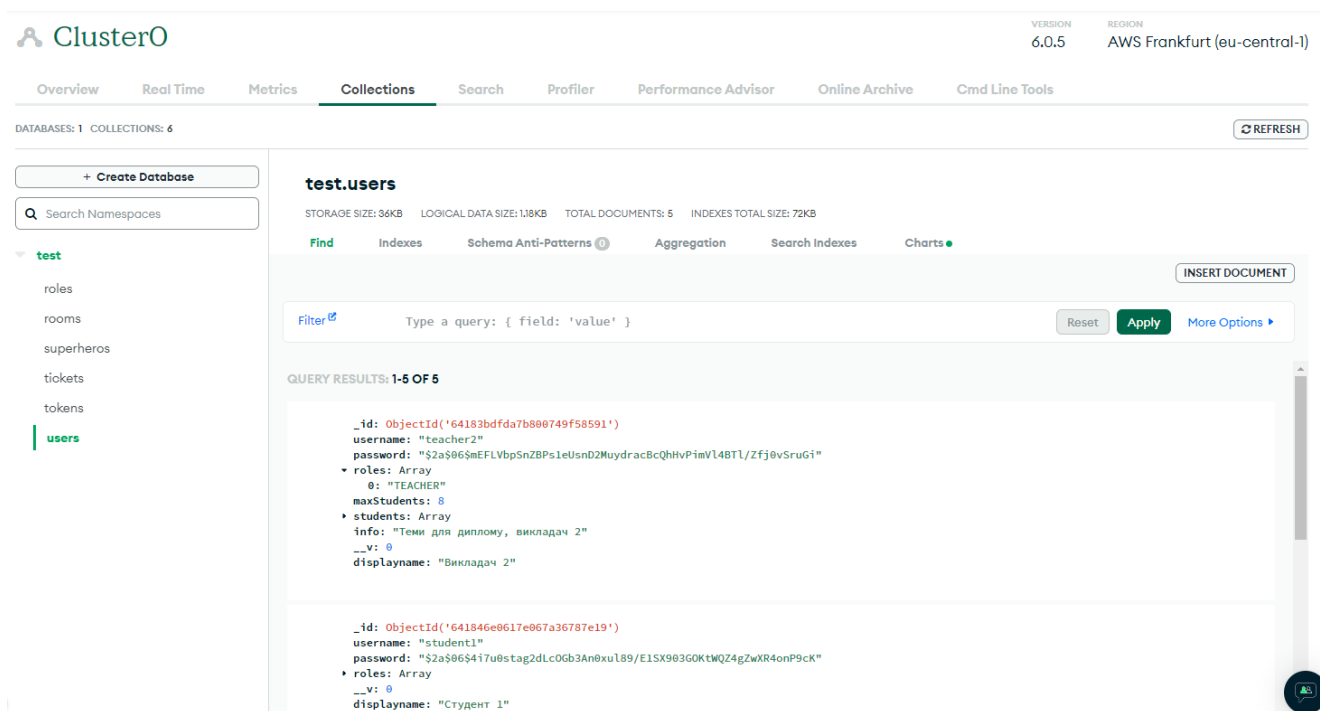 Cluster0
VERSION
6.0.5
REGION
AWS Frankfurt (eu-central-1)
Overview Real Time Metrics Collections Search Profiler Performance Advisor Online Archive Cmd Line Tools
DATABASES: 1 COLLECTIONS: 6
REFRESH
+ Create Database
Search Namespaces
test
roles
rooms
superheros
tickets
tokens
users
test.users
STORAGE SIZE: 36KB LOGICAL DATA SIZE: 1.18KB TOTAL DOCUMENTS: 5 INDEXES TOTAL SIZE: 72KB
Find Indexes Schema Anti-Patterns 0 Aggregation Search Indexes Charts
INSERT DOCUMENT
Filter Type a query: { field: 'value' } Reset Apply More Options
QUERY RESULTS: 1-5 OF 5
_id: ObjectId('64183bdfda7b800749f58591')
username: "teacher2"
password: "$2a$06$mEFLVbpSnZBPs1eUsnD2MuydracBcQhHvPimVl4BTl/Zfj0vSruGi"
roles: Array
0: "TEACHER"
maxStudents: 8
students: Array
info: "Теми для диплому, викладач 2"
__v: 0
displayname: "Викладач 2"
_id: ObjectId('641846e0617e067a36787e19')
username: "student1"
password: "$2a$06$4i7u0stag2dLcOGb3An0xul89/E1SX903GOKtWQZ4gZwXR4onP9cK"
roles: Array
__v: 0
displayname: "Студент 1"